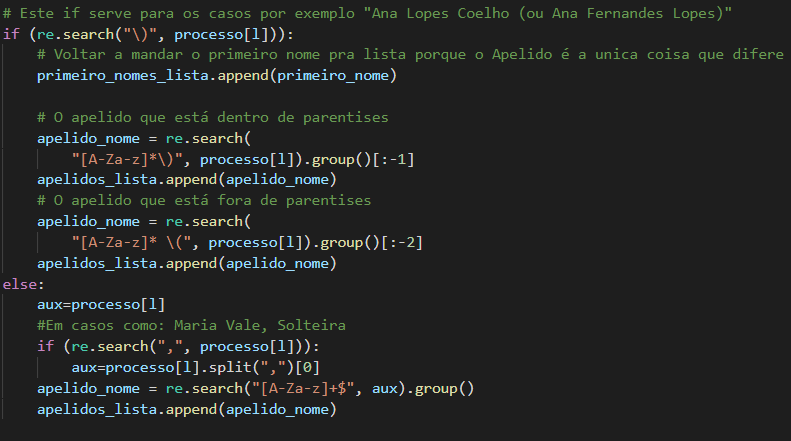 # Este if serve para os casos por exemplo "Ana Lopes Coelho (ou Ana Fernandes Lopes)"
if (re.search("\)", processo[l])):
# Voltar a mandar o primeiro nome pra lista porque o Apelido é a unica coisa que difere
primeiro_nomes_lista.append(primeiro_nome)
# O apelido que está dentro de parentises
apelido_nome = re.search(
"[A-Za-z]*\)", processo[l]).group()[:-1]
apelidos_lista.append(apelido_nome)
# O apelido que está fora de parentises
apelido_nome = re.search(
"[A-Za-z]* \(", processo[l]).group()[:-2]
apelidos_lista.append(apelido_nome)
else:
aux=processo[l]
#Em casos como: Maria Vale, Solteira
if (re.search(",", processo[l])):
aux=processo[l].split(",")[0]
apelido_nome = re.search("[A-Za-z]+$", aux).group()
apelidos_lista.append(apelido_nome)